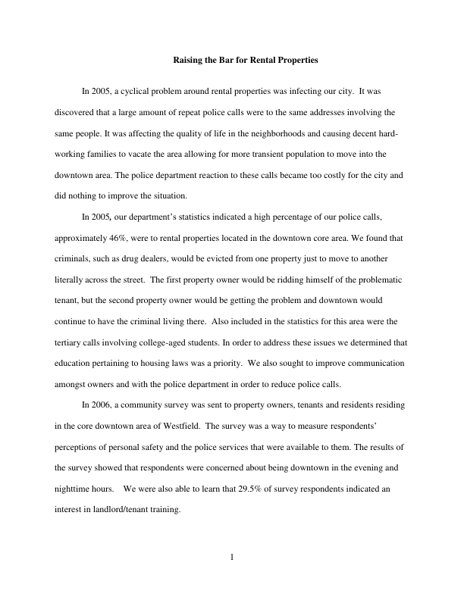 Raising the Bar for Rental Properties
In 2005, a cyclical problem around rental properties was infecting our city.  It was
discovered that a large amount of repeat police calls were to the same addresses involving the
same people. It was affecting the quality of life in the neighborhoods and causing decent hard-
working families to vacate the area allowing for more transient population to move into the
downtown area. The police department reaction to these calls became too costly for the city and
did nothing to improve the situation.
In 2005, our department's statistics indicated a high percentage of our police calls,
approximately 46%, were to rental properties located in the downtown core area. We found that
criminals, such as drug dealers, would be evicted from one property just to move to another
literally across the street.  The first property owner would be ridding himself of the problematic
tenant, but the second property owner would be getting the problem and downtown would
continue to have the criminal living there.  Also included in the statistics for this area were the
tertiary calls involving college-aged students. In order to address these issues we determined that
education pertaining to housing laws was a priority.  We also sought to improve communication
amongst owners and with the police department in order to reduce police calls.
In 2006, a community survey was sent to property owners, tenants and residents residing
in the core downtown area of Westfield.  The survey was a way to measure respondents'
perceptions of personal safety and the police services that were available to them. The results of
the survey showed that respondents were concerned about being downtown in the evening and
nighttime hours.    We were also able to learn that 29.5% of survey respondents indicated an
interest in landlord/tenant training.
1